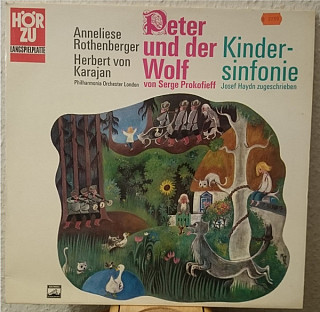 HÖR
ZU
LANGSPIELPLATTE
Anneliese
Rothenberger
Herbert von
Karajan
Philharmonia Orchester London
Peter
und der
Wolf
von Serge Prokofieff
Kinder-
sinfonie
Josef Haydn zugeschrieben